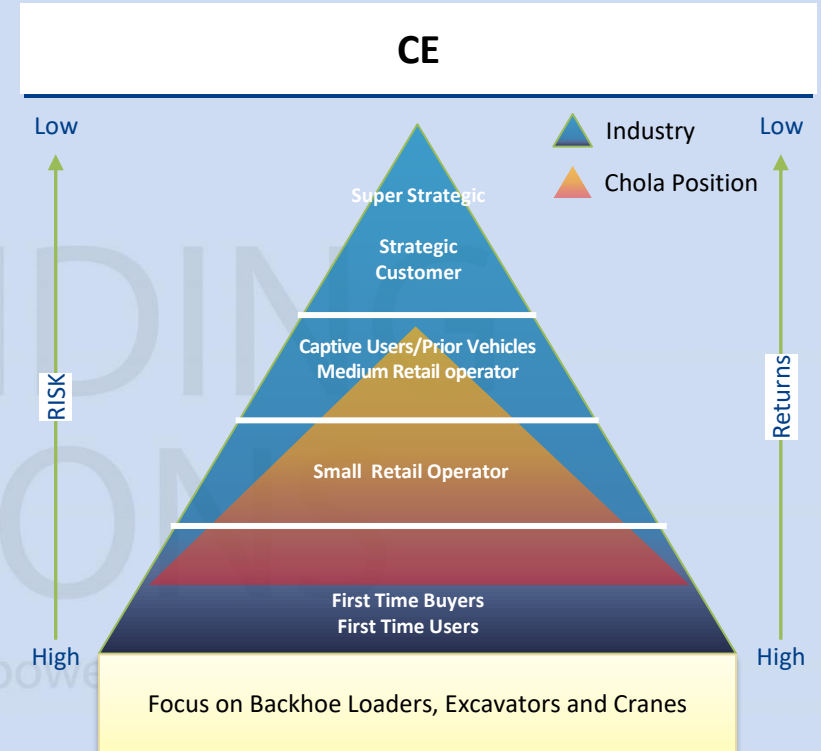 CE
Low
Industry
Low
Chola Position
Super Strategic
Strategic
Customer
Captive Users/Prior Vehicles
Medium Retail operator
RISK
Returns
Small Retail Operator
First Time Buyers
First Time Users
High
High
Focus on Backhoe Loaders, Excavators and Cranes